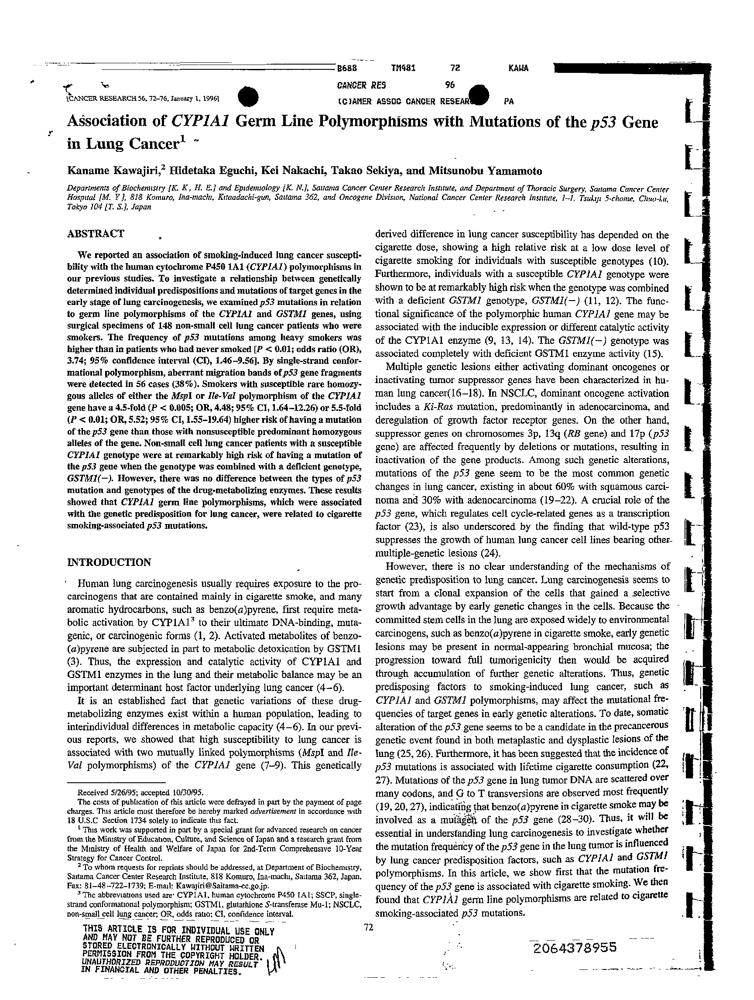 B688 TM481 72 KAWA
CANCER RES 96
(C)AMER ASSOC CANCER RESEAR PA
[CANCER RESEARCH 56, 72-76, January 1, 1996]
Association of CYP1A1 Germ Line Polymorphisms with Mutations of the p53 Gene
in Lung Cancer1
Kaname Kawajiri,2 Hidetaka Eguchi, Kei Nakachi, Takao Sekiya, and Mitsunobu Yamamoto
Departments of Biochemistry [K. K., H. E.] and Epidemiology [K. N.], Saitama Cancer Center Research Institute, and Department of Thoracic Surgery, Saitama Cancer Center
Hospital [M. Y.], 818 Komuro, Ina-machi, Kitaadachi-gun, Saitama 362, and Oncogene Division, National Cancer Center Research Institute, 1-1, Tsukiji 5-chome, Chuo-ku,
Tokyo 104 [T. S.], Japan
ABSTRACT
We reported an association of smoking-induced lung cancer suscepti-
bility with the human cytochrome P450 1A1 (CYP1A1) polymorphisms in
our previous studies. To investigate a relationship between genetically
determined individual predispositions and mutations of target genes in the
early stage of lung carcinogenesis, we examined p53 mutations in relation
to germ line polymorphisms of the CYP1A1 and GSTM1 genes, using
surgical specimens of 148 non-small cell lung cancer patients who were
smokers. The frequency of p53 mutations among heavy smokers was
higher than in patients who had never smoked [P < 0.01; odds ratio (OR),
3.74; 95% confidence interval (CI), 1.46-9.56]. By single-strand confor-
mational polymorphism, aberrant migration bands of p53 gene fragments
were detected in 56 cases (38%). Smokers with susceptible rare homozy-
gous alleles of either the MspI or Ile-Val polymorphism of the CYP1A1
gene have a 4.5-fold (P < 0.005; OR, 4.48; 95% CI, 1.64-12.26) or 5.5-fold
(P < 0.01; OR, 5.52; 95% CI, 1.55-19.64) higher risk of having a mutation
of the p53 gene than those with nonsusceptible predominant homozygous
alleles of the gene. Non-small cell lung cancer patients with a susceptible
CYP1A1 genotype were at remarkably high risk of having a mutation of
the p53 gene when the genotype was combined with a deficient genotype,
GSTM1(-). However, there was no difference between the types of p53
mutation and genotypes of the drug-metabolizing enzymes. These results
showed that CYP1A1 germ line polymorphisms, which were associated
with the genetic predisposition for lung cancer, were related to cigarette
smoking-associated p53 mutations.
INTRODUCTION
Human lung carcinogenesis usually requires exposure to the pro-
carcinogens that are contained mainly in cigarette smoke, and many
aromatic hydrocarbons, such as benzo(a)pyrene, first require meta-
bolic activation by CYP1A13 to their ultimate DNA-binding, muta-
genic, or carcinogenic forms (1, 2). Activated metabolites of benzo-
(a)pyrene are subjected in part to metabolic detoxication by GSTM1
(3). Thus, the expression and catalytic activity of CYP1A1 and
GSTM1 enzymes in the lung and their metabolic balance may be an
important determinant host factor underlying lung cancer (4-6).
It is an established fact that genetic variations of these drug-
metabolizing enzymes exist within a human population, leading to
interindividual differences in metabolic capacity (4-6). In our previ-
ous reports, we showed that high susceptibility to lung cancer is
associated with two mutually linked polymorphisms (MspI and Ile-
Val polymorphisms) of the CYP1A1 gene (7-9). This genetically
Received 5/26/95; accepted 10/30/95.
The costs of publication of this article were defrayed in part by the payment of page
charges. This article must therefore be hereby marked advertisement in accordance with
18 U.S.C Section 1734 solely to indicate this fact.
1 This work was supported in part by a special grant for advanced research on cancer
from the Ministry of Education, Culture, and Science of Japan and a research grant from
the Ministry of Health and Welfare of Japan for 2nd-Term Comprehensive 10-Year
Strategy for Cancer Control.
2 To whom requests for reprints should be addressed, at Department of Biochemistry,
Saitama Cancer Center Research Institute, 818 Komuro, Ina-machi, Saitama 362, Japan.
Fax: 81-48-722-1739; E-mail: Kawajiri@Saitama-cc.go.jp.
3 The abbreviations used are: CYP1A1, human cytochrome P450 1A1; SSCP, single-
strand conformational polymorphism; GSTM1, glutathione S-transferase Mu-1; NSCLC,
non-small cell lung cancer; OR, odds ratio; CI, confidence interval.
derived difference in lung cancer susceptibility has depended on the
cigarette dose, showing a high relative risk at a low dose level of
cigarette smoking for individuals with susceptible genotypes (10).
Furthermore, individuals with a susceptible CYP1A1 genotype were
shown to be at remarkably high risk when the genotype was combined
with a deficient GSTM1 genotype, GSTM1(-) (11, 12). The func-
tional significance of the polymorphic human CYP1A1 gene may be
associated with the inducible expression or different catalytic activity
of the CYP1A1 enzyme (9, 13, 14). The GSTM1(-) genotype was
associated completely with deficient GSTM1 enzyme activity (15).
Multiple genetic lesions either activating dominant oncogenes or
inactivating tumor suppressor genes have been characterized in hu-
man lung cancer(16-18). In NSCLC, dominant oncogene activation
includes a Ki-Ras mutation, predominantly in adenocarcinoma, and
deregulation of growth factor receptor genes. On the other hand,
suppressor genes on chromosomes 3p, 13q (RB gene) and 17p (p53
gene) are affected frequently by deletions or mutations, resulting in
inactivation of the gene products. Among such genetic alterations,
mutations of the p53 gene seem to be the most common genetic
changes in lung cancer, existing in about 60% with squamous carci-
noma and 30% with adenocarcinoma (19-22). A crucial role of the
p53 gene, which regulates cell cycle-related genes as a transcription
factor (23), is also underscored by the finding that wild-type p53
suppresses the growth of human lung cancer cell lines bearing other
multiple-genetic lesions (24).
However, there is no clear understanding of the mechanisms of
genetic predisposition to lung cancer. Lung carcinogenesis seems to
start from a clonal expansion of the cells that gained a selective
growth advantage by early genetic changes in the cells. Because the
committed stem cells in the lung are exposed widely to environmental
carcinogens, such as benzo(a)pyrene in cigarette smoke, early genetic
lesions may be present in normal-appearing bronchial mucosa; the
progression toward full tumorigenicity then would be acquired
through accumulation of further genetic alterations. Thus, genetic
predisposing factors to smoking-induced lung cancer, such as
CYP1A1 and GSTM1 polymorphisms, may affect the mutational fre-
quencies of target genes in early genetic alterations. To date, somatic
alteration of the p53 gene seems to be a candidate in the precancerous
genetic event found in both metaplastic and dysplastic lesions of the
lung (25, 26). Furthermore, it has been suggested that the incidence of
p53 mutations is associated with lifetime cigarette consumption (22,
27). Mutations of the p53 gene in lung tumor DNA are scattered over
many codons, and G to T transversions are observed most frequently
(19, 20, 27), indicating that benzo(a)pyrene in cigarette smoke may be
involved as a mutagen of the p53 gene (28-30). Thus, it will be
essential in understanding lung carcinogenesis to investigate whether
the mutation frequency of the p53 gene in the lung tumor is influenced
by lung cancer predisposition factors, such as CYP1A1 and GSTM1
polymorphisms. In this article, we show first that the mutation fre-
quency of the p53 gene is associated with cigarette smoking. We then
found that CYP1A1 germ line polymorphisms are related to cigarette
smoking-associated p53 mutations.
72
THIS ARTICLE IS FOR INDIVIDUAL USE ONLY
AND MAY NOT BE FURTHER REPRODUCED OR
STORED ELECTRONICALLY WITHOUT WRITTEN
PERMISSION FROM THE COPYRIGHT HOLDER.
UNAUTHORIZED REPRODUCTION MAY RESULT
IN FINANCIAL AND OTHER PENALTIES.
2064378955